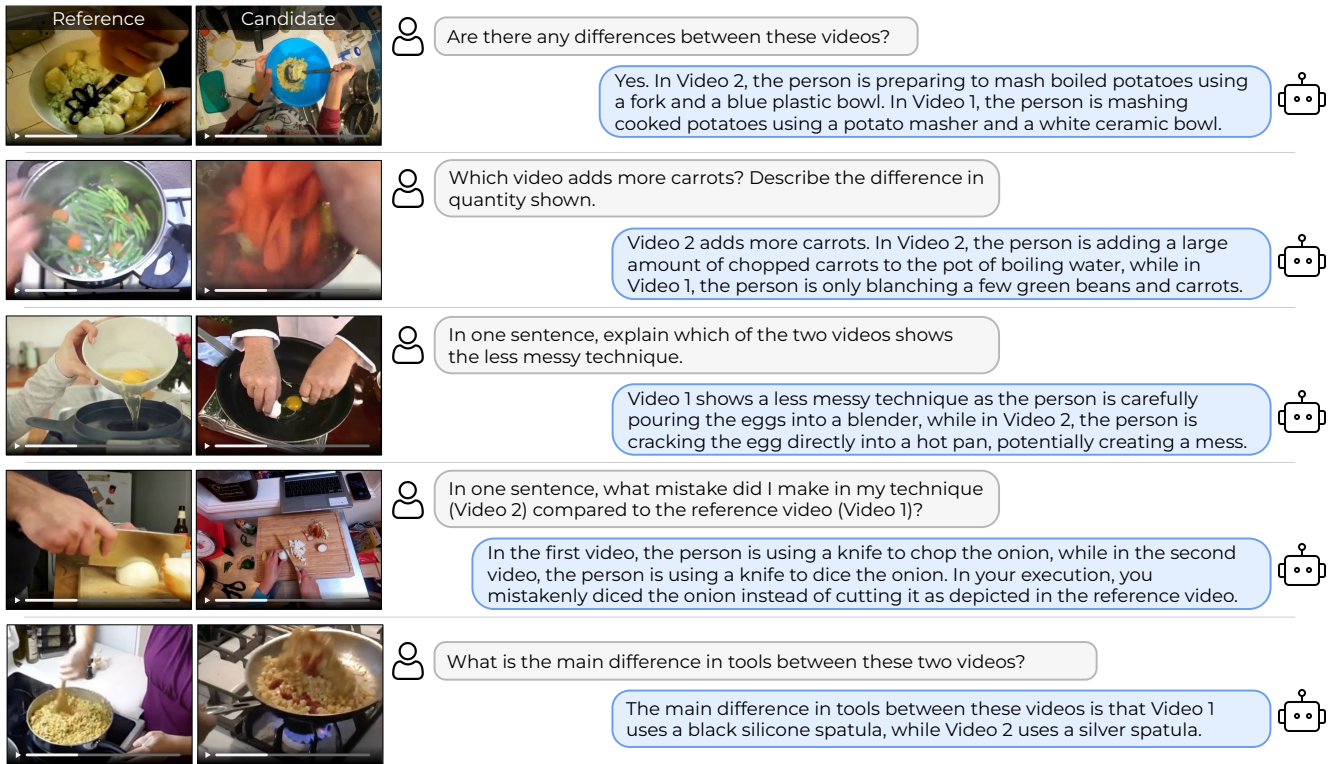 Reference
Candidate
Are there any differences between these videos?
Yes. In Video 2, the person is preparing to mash boiled potatoes using
a fork and a blue plastic bowl. In Video 1, the person is mashing
cooked potatoes using a potato masher and a white ceramic bowl.
Which video adds more carrots? Describe the difference in
quantity shown.
Video 2 adds more carrots. In Video 2, the person is adding a large
amount of chopped carrots to the pot of boiling water, while in
Video 1, the person is only blanching a few green beans and carrots.
In one sentence, explain which of the two videos shows
the less messy technique.
Video 1 shows a less messy technique as the person is carefully
pouring the eggs into a blender, while in Video 2, the person is
cracking the egg directly into a hot pan, potentially creating a mess.
In one sentence, what mistake did I make in my technique
(Video 2) compared to the reference video (Video 1)?
In the first video, the person is using a knife to chop the onion, while in the second
video, the person is using a knife to dice the onion. In your execution, you
mistakenly diced the onion instead of cutting it as depicted in the reference video.
What is the main difference in tools between these two videos?
The main difference in tools between these videos is that Video 1
uses a black silicone spatula, while Video 2 uses a silver spatula.